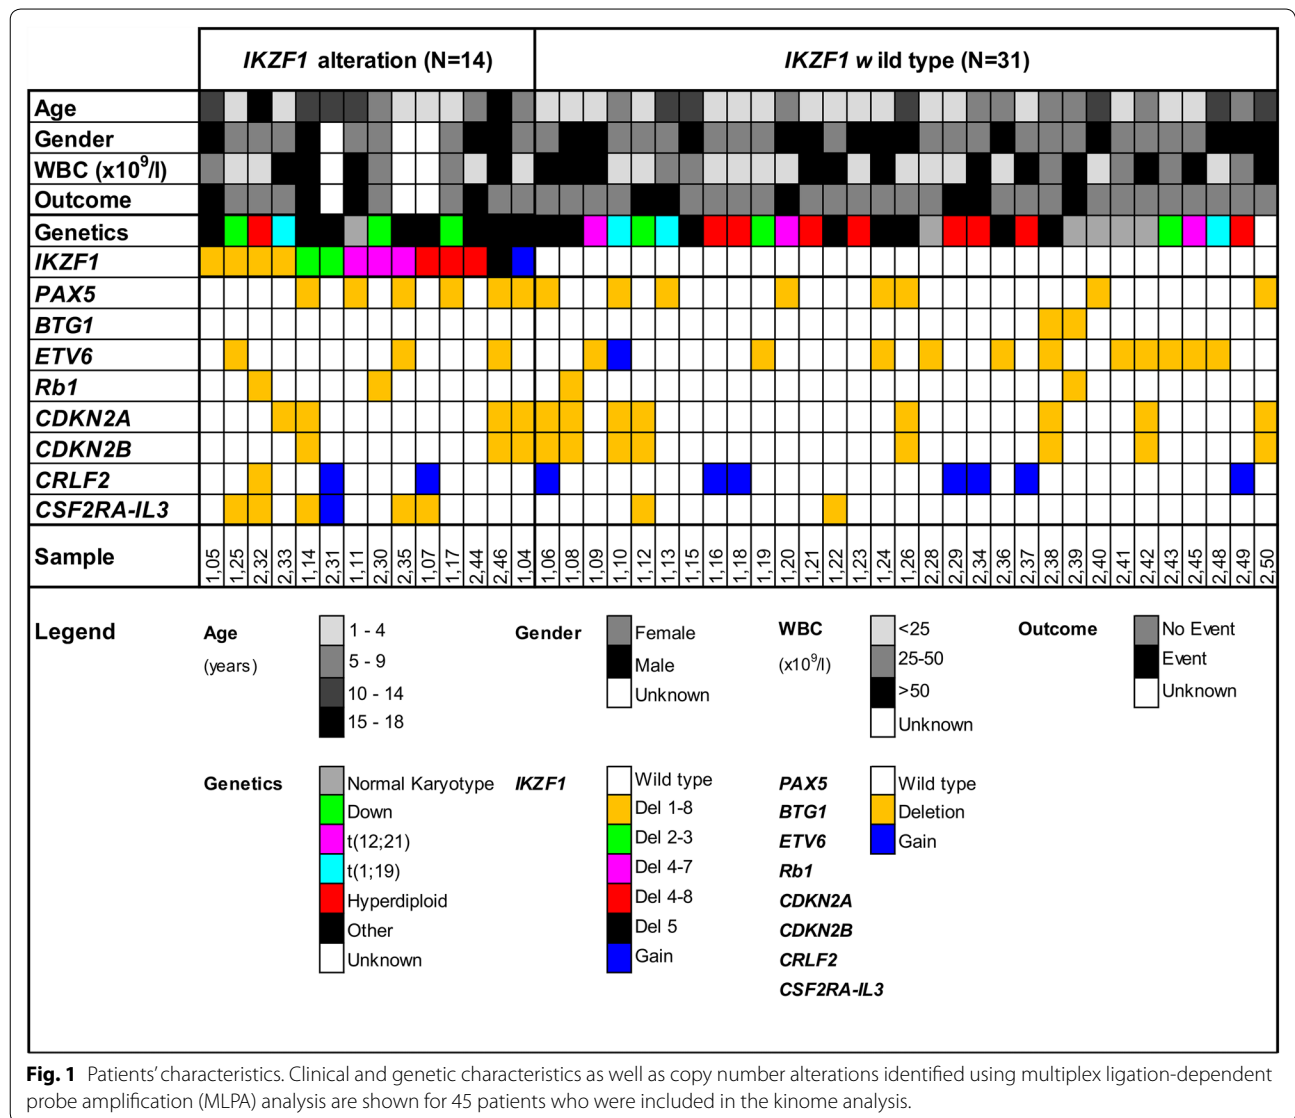 IKZF1 alteration (N=14) IKZF1 w ild type (N=31)
Age
Gender
WBC (x10⁹/l)
Outcome
Genetics
IKZF1
PAX5
BTG1
ETV6
Rb1
CDKN2A
CDKN2B
CRLF2
CSF2RA-IL3
Sample 1,05 1,25 2,32 2,33 1,14 2,31 1,11 2,30 2,35 1,07 1,17 2,44 2,46 1,04 1,06 1,08 1,09 1,10 1,12 1,13 1,15 1,16 1,18 1,19 1,20 1,21 1,22 1,23 1,24 1,26 2,28 2,29 2,34 2,36 2,37 2,38 2,39 2,40 2,41 2,42 2,43 2,45 2,48 2,49 2,50
Legend
Age
(years)
1 - 4
5 - 9
10 - 14
15 - 18
Gender
Female
Male
Unknown
WBC
(x10⁹/l)
<25
25-50
>50
Unknown
Outcome
No Event
Event
Unknown
Genetics
Normal Karyotype
Down
t(12;21)
t(1;19)
Hyperdiploid
Other
Unknown
IKZF1
Wild type
Del 1-8
Del 2-3
Del 4-7
Del 4-8
Del 5
Gain
PAX5
BTG1
ETV6
Rb1
CDKN2A
CDKN2B
CRLF2
CSF2RA-IL3
Wild type
Deletion
Gain
Fig. 1 Patients' characteristics. Clinical and genetic characteristics as well as copy number alterations identified using multiplex ligation-dependent
probe amplification (MLPA) analysis are shown for 45 patients who were included in the kinome analysis.